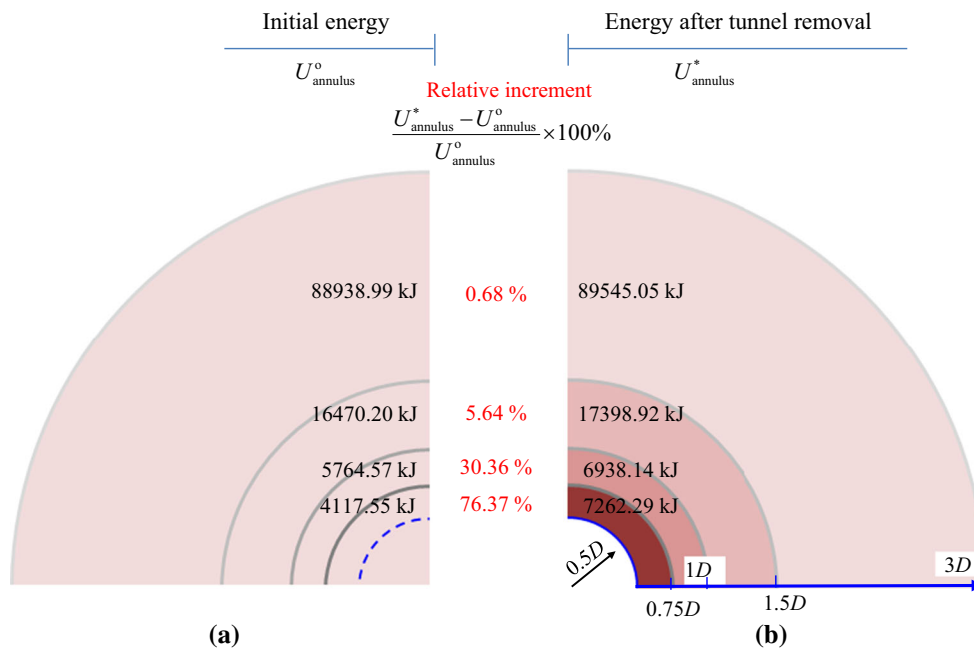 Initial energy
Energy after tunnel removal
U°annulus
U*annulus
Relative increment
U*annulus − U°annulus
×100%
U°annulus
88938.99 kJ
0.68 %
89545.05 kJ
16470.20 kJ
5.64 %
17398.92 kJ
5764.57 kJ
30.36 %
6938.14 kJ
4117.55 kJ
76.37 %
7262.29 kJ
0.5D
1D
3D
0.75D
1.5D
(a)
(b)